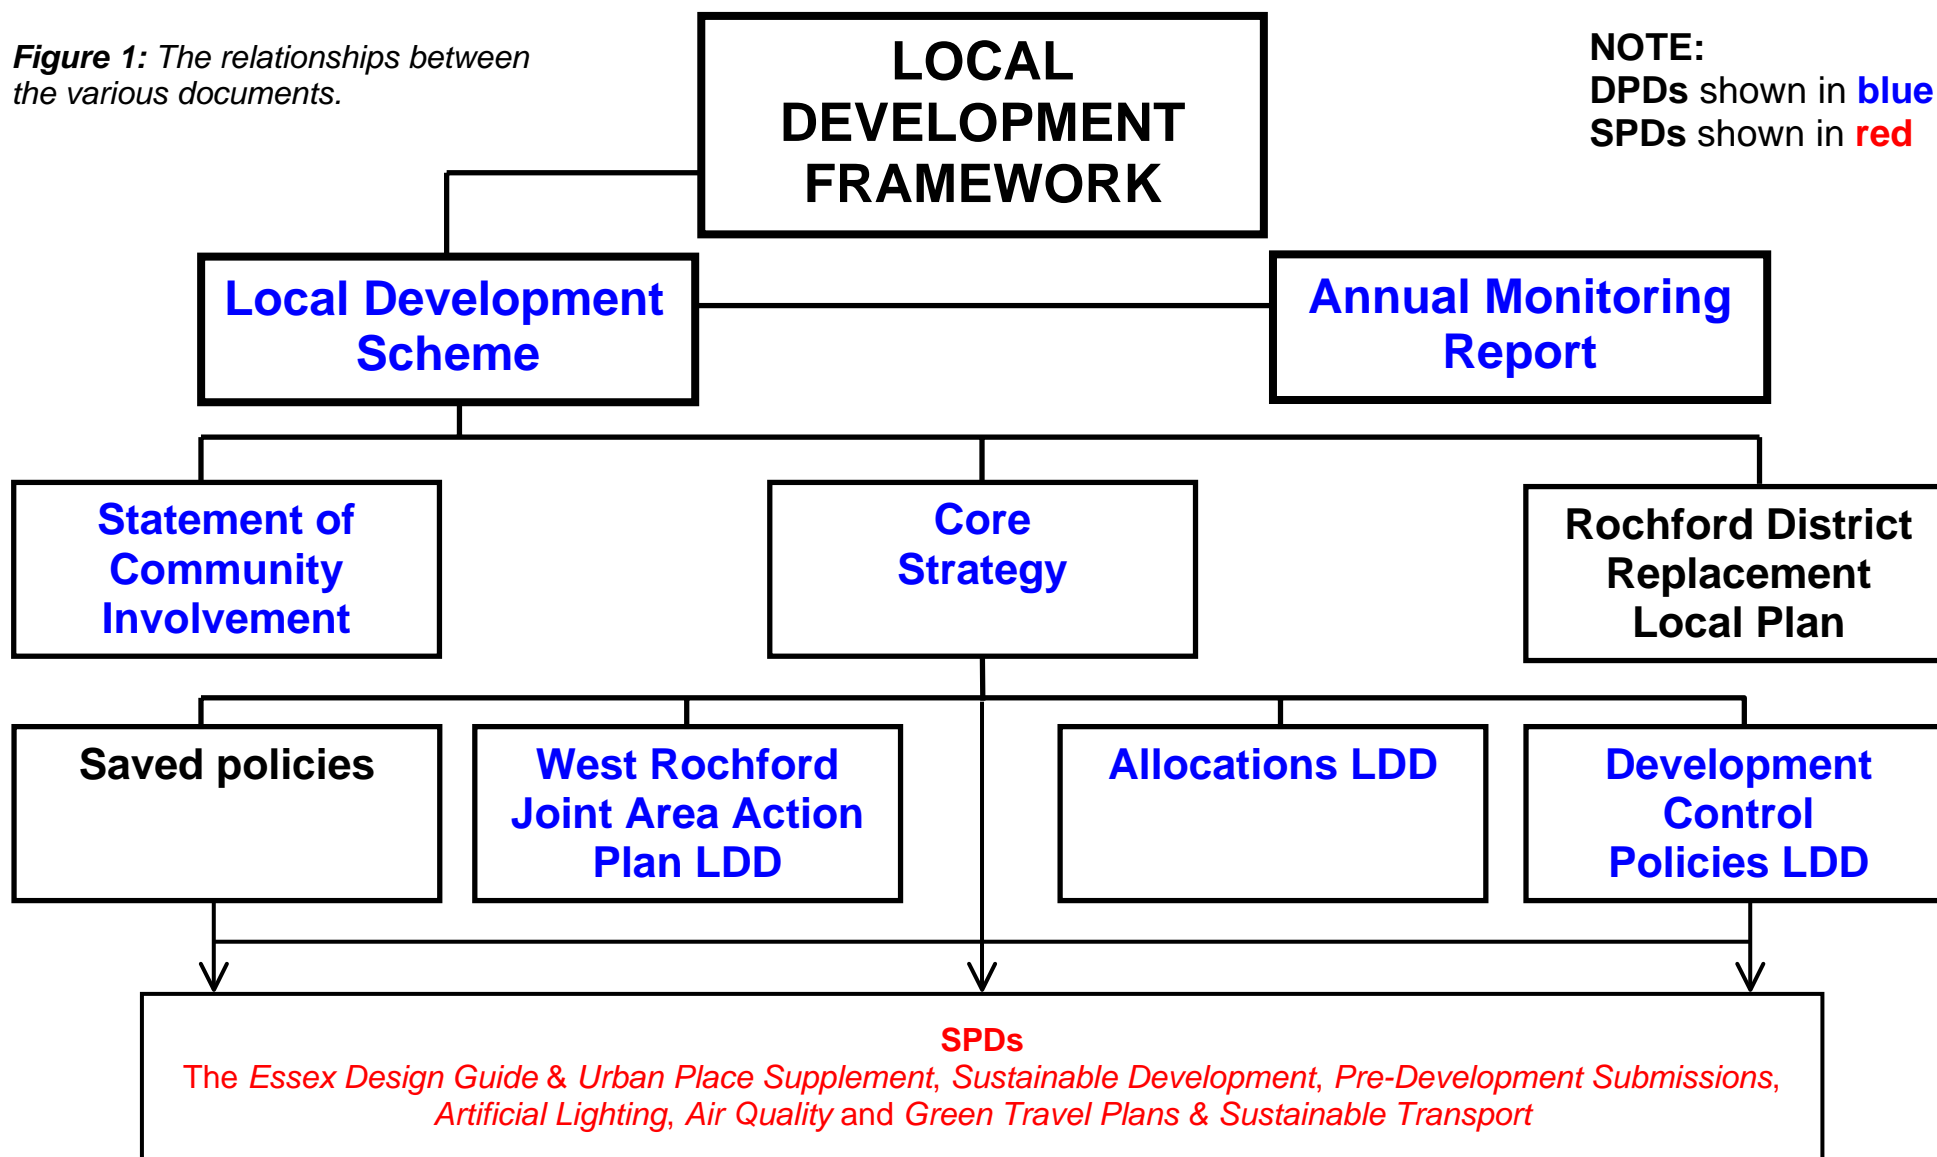 Figure 1: The relationships between
the various documents.
LOCAL
DEVELOPMENT
FRAMEWORK
NOTE:
DPDs shown in blue
SPDs shown in red
Local Development
Scheme
Annual Monitoring
Report
Statement of
Community
Involvement
Core
Strategy
Rochford District
Replacement
Local Plan
Saved policies
West Rochford
Joint Area Action
Plan LDD
Allocations LDD
Development
Control
Policies LDD
SPDs
The Essex Design Guide & Urban Place Supplement, Sustainable Development, Pre-Development Submissions,
Artificial Lighting, Air Quality and Green Travel Plans & Sustainable Transport